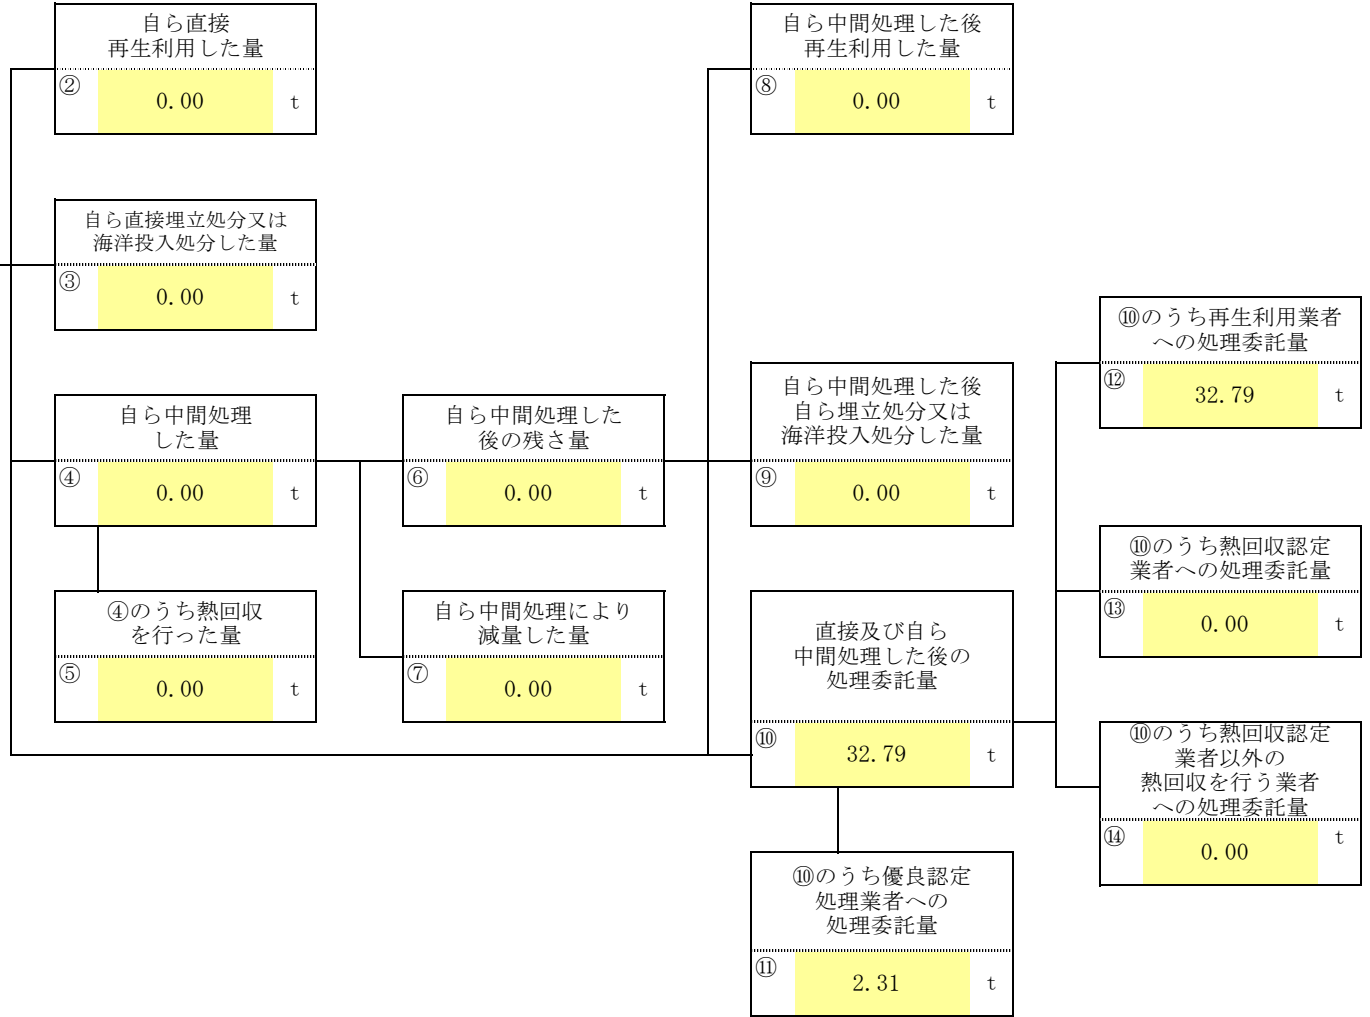 自ら直接
再生利用した量
②
0.00
t
自ら直接埋立処分又は
海洋投入処分した量
③
0.00
t
自ら中間処理
した量
④
0.00
t
④のうち熱回収
を行った量
⑤
0.00
t
自ら中間処理した
後の残さ量
⑥
0.00
t
自ら中間処理により
減量した量
⑦
0.00
t
自ら中間処理した後
再生利用した量
⑧
0.00
t
自ら中間処理した後
自ら埋立処分又は
海洋投入処分した量
⑨
0.00
t
直接及び自ら
中間処理した後の
処理委託量
⑩
32.79
t
⑩のうち優良認定
処理業者への
処理委託量
⑪
2.31
t
⑩のうち再生利用業者
への処理委託量
⑫
32.79
t
⑩のうち熱回収認定
業者への処理委託量
⑬
0.00
t
⑩のうち熱回収認定
業者以外の
熱回収を行う業者
への処理委託量
⑭
0.00
t